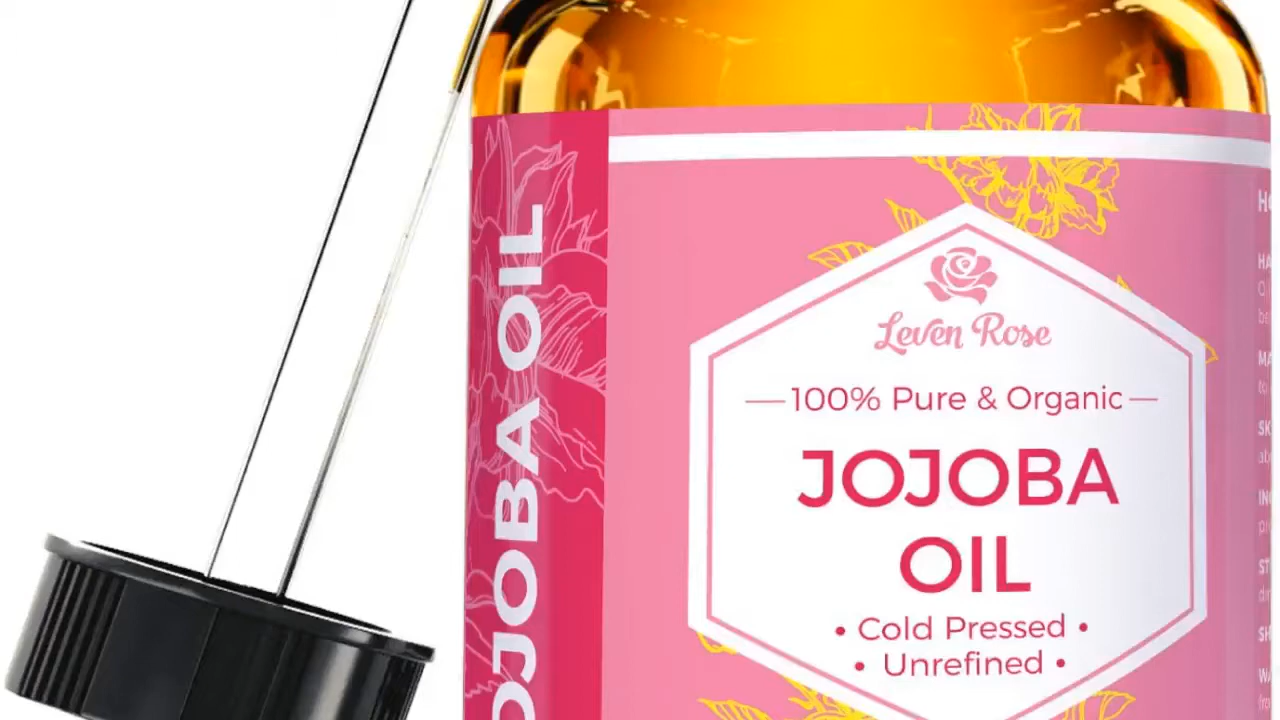 JOJOBA OIL
Leven Rose
100% Pure & Organic
JOJOBA
OIL
• Cold Pressed •
• Unrefined •